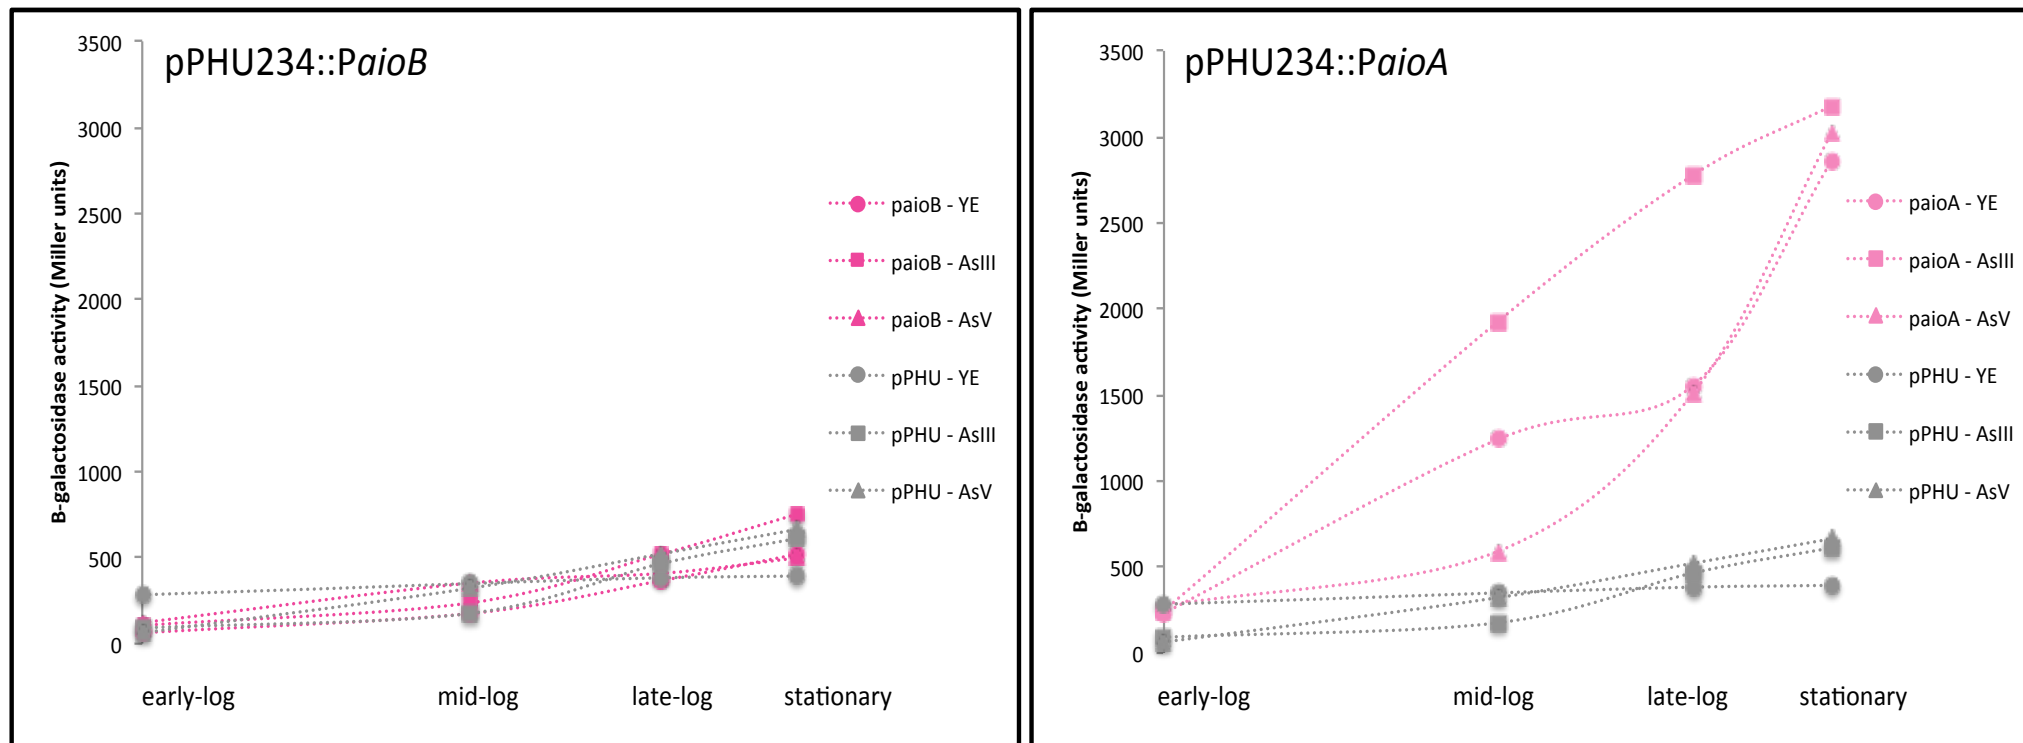 pPHU234::PaioB
B-galactosidase activity (Miller units)
3500
3000
2500
2000
1500
1000
500
0
early-log mid-log late-log stationary
paioB - YE
paioB - AsIII
paioB - AsV
pPHU - YE
pPHU - AsIII
pPHU - AsV
pPHU234::PaioA
B-galactosidase activity (Miller units)
3500
3000
2500
2000
1500
1000
500
0
early-log mid-log late-log stationary
paioA - YE
paioA - AsIII
paioA - AsV
pPHU - YE
pPHU - AsIII
pPHU - AsV